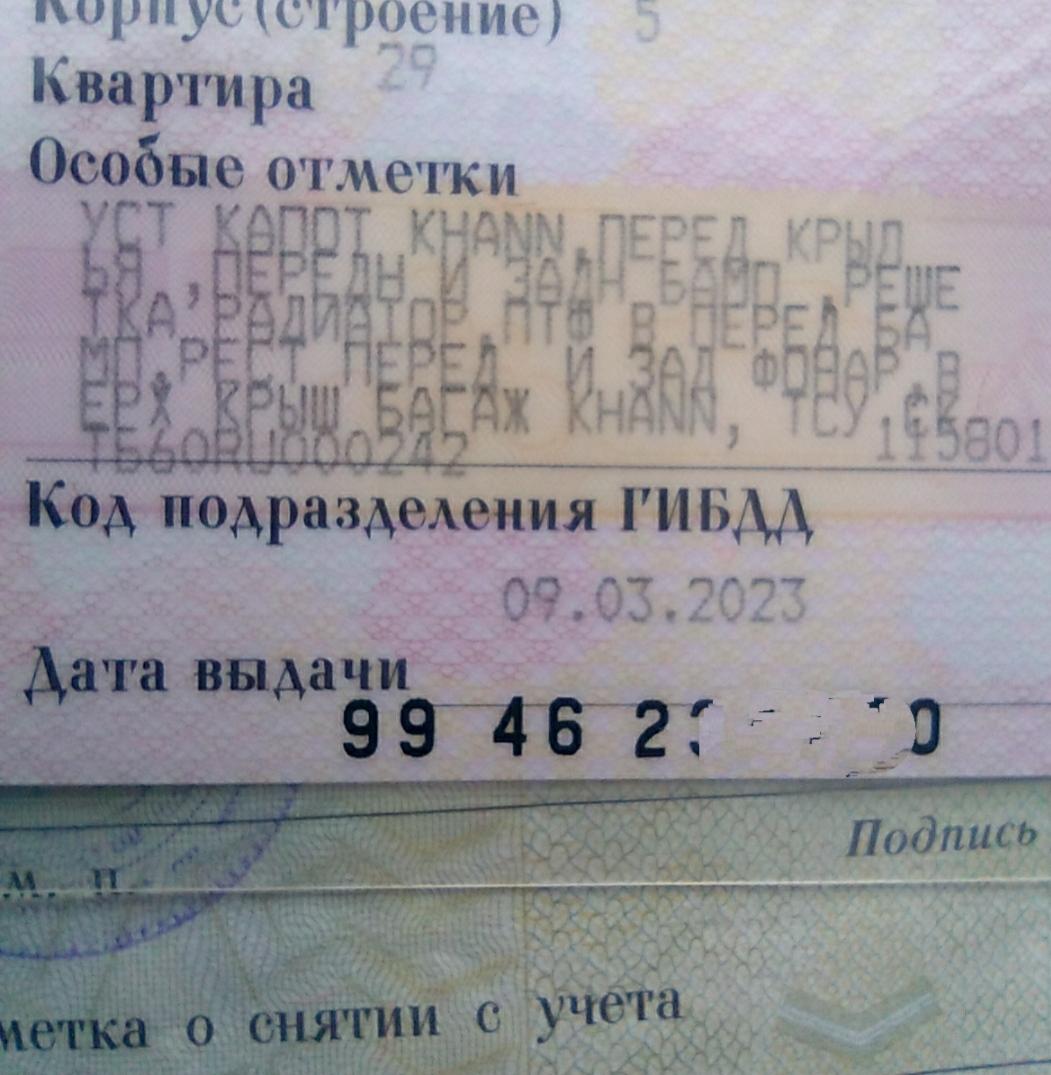 Корпус (строение) 5
Квартира 29
Особые отметки
УСТ КАПОТ KHANN,ПЕРЕД КРЫЛ
ЬЯ,ПЕРЕДН И ЗАДН БАМП,РЕШЕ
ТКА РАДИАТОР,ПТФ В ПЕРЕД БА
МП,РЕСТ ПЕРЕД И ЗАД ФОНАР,В
ЕРХ КРЫШ БАГАЖ KHANN, ТСУ,
ТБ60RU000242 115801
Код подразделения ГИБДД
09.03.2023
Дата выдачи
99 46 0
Подпись
М. П.
о снятии с учета